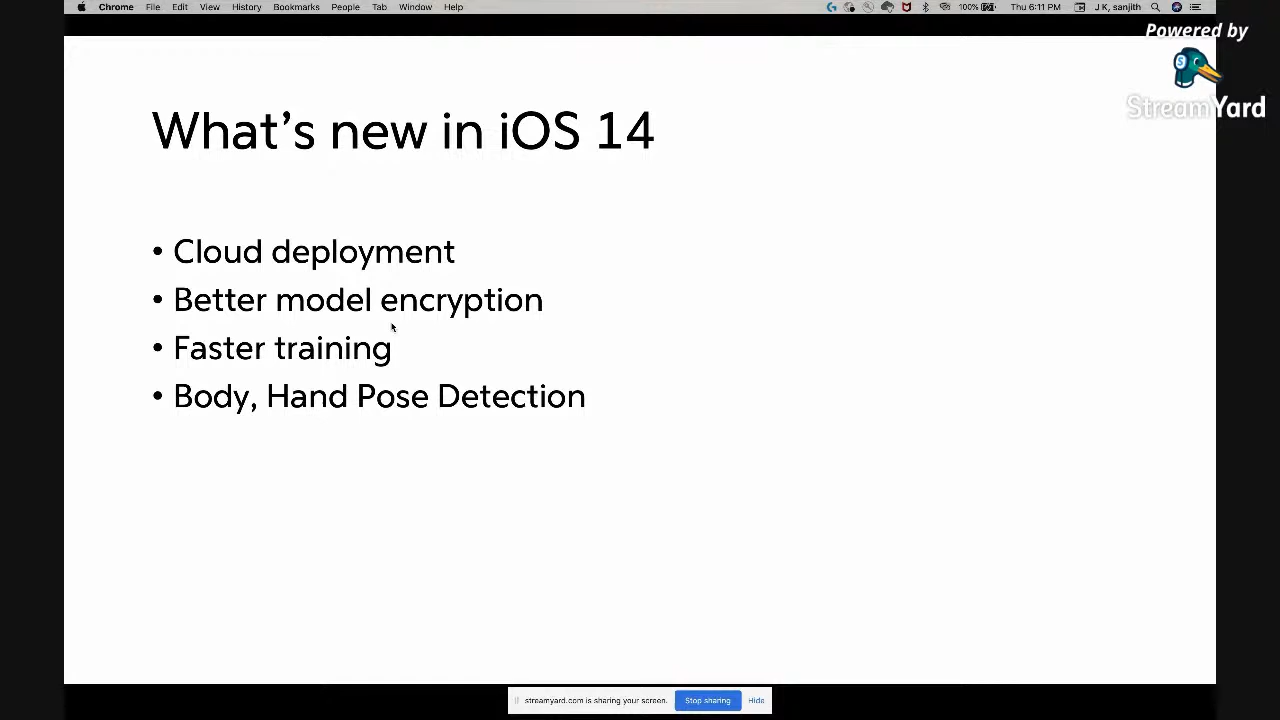 Chrome File Edit View History Bookmarks People Tab Window Help 100% Thu 6:11 PM J K, sanjith
Powered by
StreamYard
What's new in iOS 14
• Cloud deployment
• Better model encryption
• Faster training
• Body, Hand Pose Detection
streamyard.com is sharing your screen. Stop sharing Hide